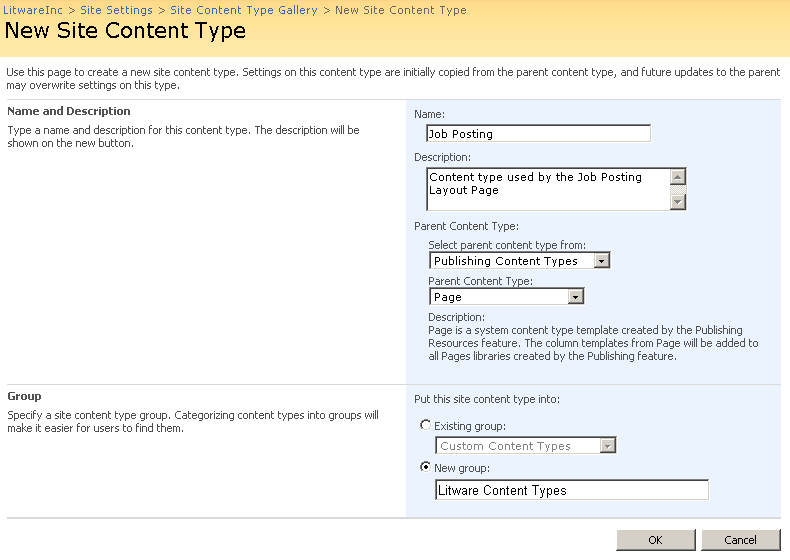 LitwareInc > Site Settings > Site Content Type Gallery > New Site Content Type
New Site Content Type
Use this page to create a new site content type. Settings on this content type are initially copied from the parent content type, and future updates to the parent
may overwrite settings on this type.
Name and Description
Type a name and description for this content type. The description will be
shown on the new button.
Name:
Job Posting
Description:
Content type used by the Job Posting
Layout Page
Parent Content Type:
Select parent content type from:
Publishing Content Types
Parent Content Type:
Page
Description:
Page is a system content type template created by the Publishing
Resources feature. The column templates from Page will be added to
all Pages libraries created by the Publishing feature.
Group
Specify a site content type group. Categorizing content types into groups will
make it easier for users to find them.
Put this site content type into:
Existing group:
Custom Content Types
New group:
Litware Content Types
OK
Cancel